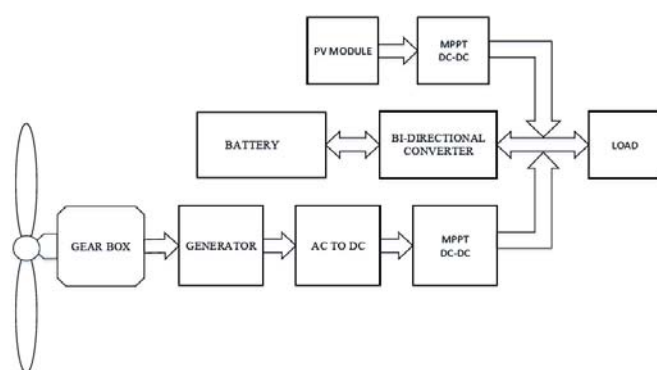 PV MODULE
MPPT
DC-DC
BATTERY
BI-DIRECTIONAL
CONVERTER
LOAD
GEAR BOX
GENERATOR
AC TO DC
MPPT
DC-DC